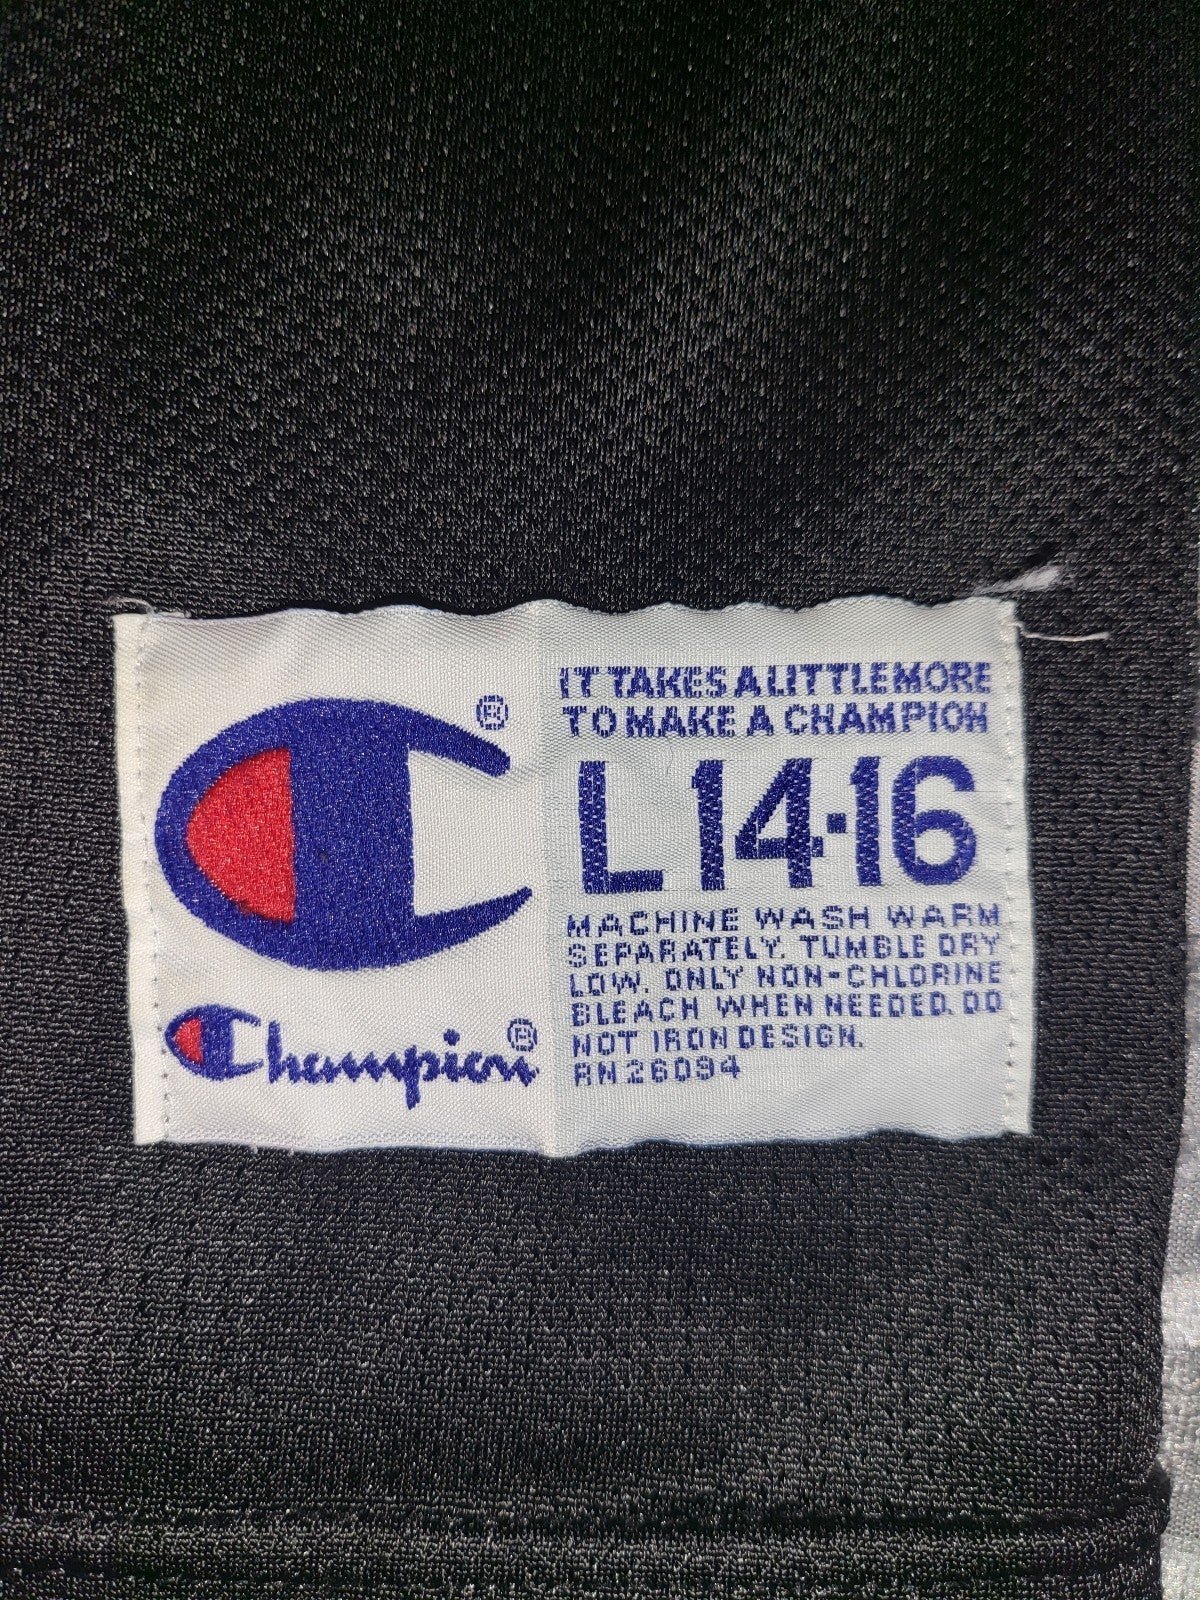 IT TAKES A LITTLE MORE
TO MAKE A CHAMPION
L 14-16
MACHINE WASH WARM
SEPARATELY. TUMBLE DRY
LOW. ONLY NON-CHLORINE
BLEACH WHEN NEEDED. DO
NOT IRON DESIGN.
RN 26094
®
Champion®